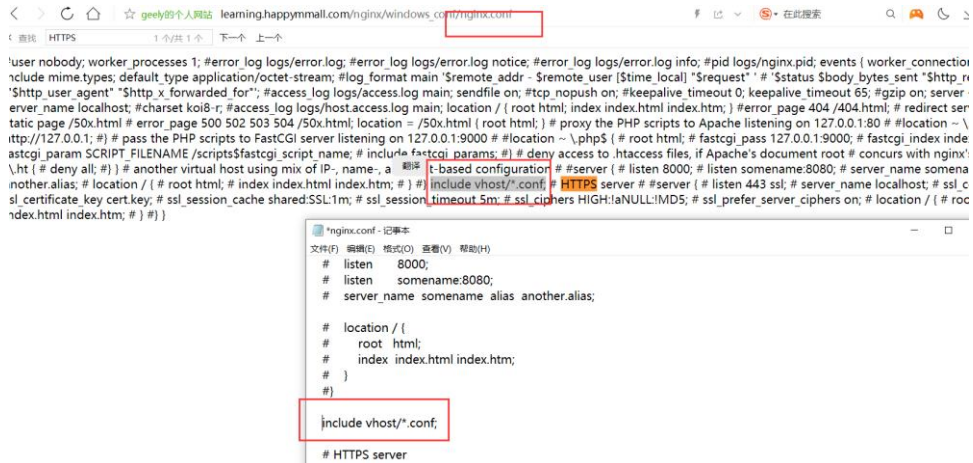 geely的个人网站 learning.happymmall.com/nginx/windows_conf/nginx.conf
在此搜索
查找 HTTPS 1个/共1个 下一个 上一个
#user nobody; worker_processes 1; #error_log logs/error.log; #error_log logs/error.log notice; #error_log logs/error.log info; #pid logs/nginx.pid; events { worker_connection
nclude mime.types; default_type application/octet-stream; #log_format main '$remote_addr - $remote_user [$time_local] "$request" ' # '$status $body_bytes_sent "$http_re
'"$http_user_agent" "$http_x_forwarded_for"'; #access_log logs/access.log main; sendfile on; #tcp_nopush on; #keepalive_timeout 0; keepalive_timeout 65; #gzip on; server
erver_name localhost; #charset koi8-r; #access_log logs/host.access.log main; location / { root html; index index.html index.htm; } #error_page 404 /404.html; # redirect ser
tatic page /50x.html # error_page 500 502 503 504 /50x.html; location = /50x.html { root html; } # proxy the PHP scripts to Apache listening on 127.0.0.1:80 # #location ~ \
ttp://127.0.0.1; #} # pass the PHP scripts to FastCGI server listening on 127.0.0.1:9000 # #location ~ \.php$ { # root html; # fastcgi_pass 127.0.0.1:9000; # fastcgi_index inde
astcgi_param SCRIPT_FILENAME /scripts$fastcgi_script_name; # include fastcgi_params; #} # deny access to .htaccess files, if Apache's document root # concurs with nginx'
\.ht { # deny all; #} } # another virtual host using mix of IP-, name-, a 翻译 t-based configuration # #server { # listen 8000; # listen somename:8080; # server_name somena
nother.alias; # location / { # root html; # index index.html index.htm; # } #} include vhost/*.conf; # HTTPS server # #server { # listen 443 ssl; # server_name localhost; # ssl_c
sl_certificate_key cert.key; # ssl_session_cache shared:SSL:1m; # ssl_session_timeout 5m; # ssl_ciphers HIGH:!aNULL:!MD5; # ssl_prefer_server_ciphers on; # location / { # roo
ndex.html index.htm; # } #} }
*nginx.conf - 记事本
文件(F) 编辑(E) 格式(O) 查看(V) 帮助(H)
# listen 8000;
# listen somename:8080;
# server_name somename alias another.alias;
# location / {
# root html;
# index index.html index.htm;
# }
#}
include vhost/*.conf;
# HTTPS server